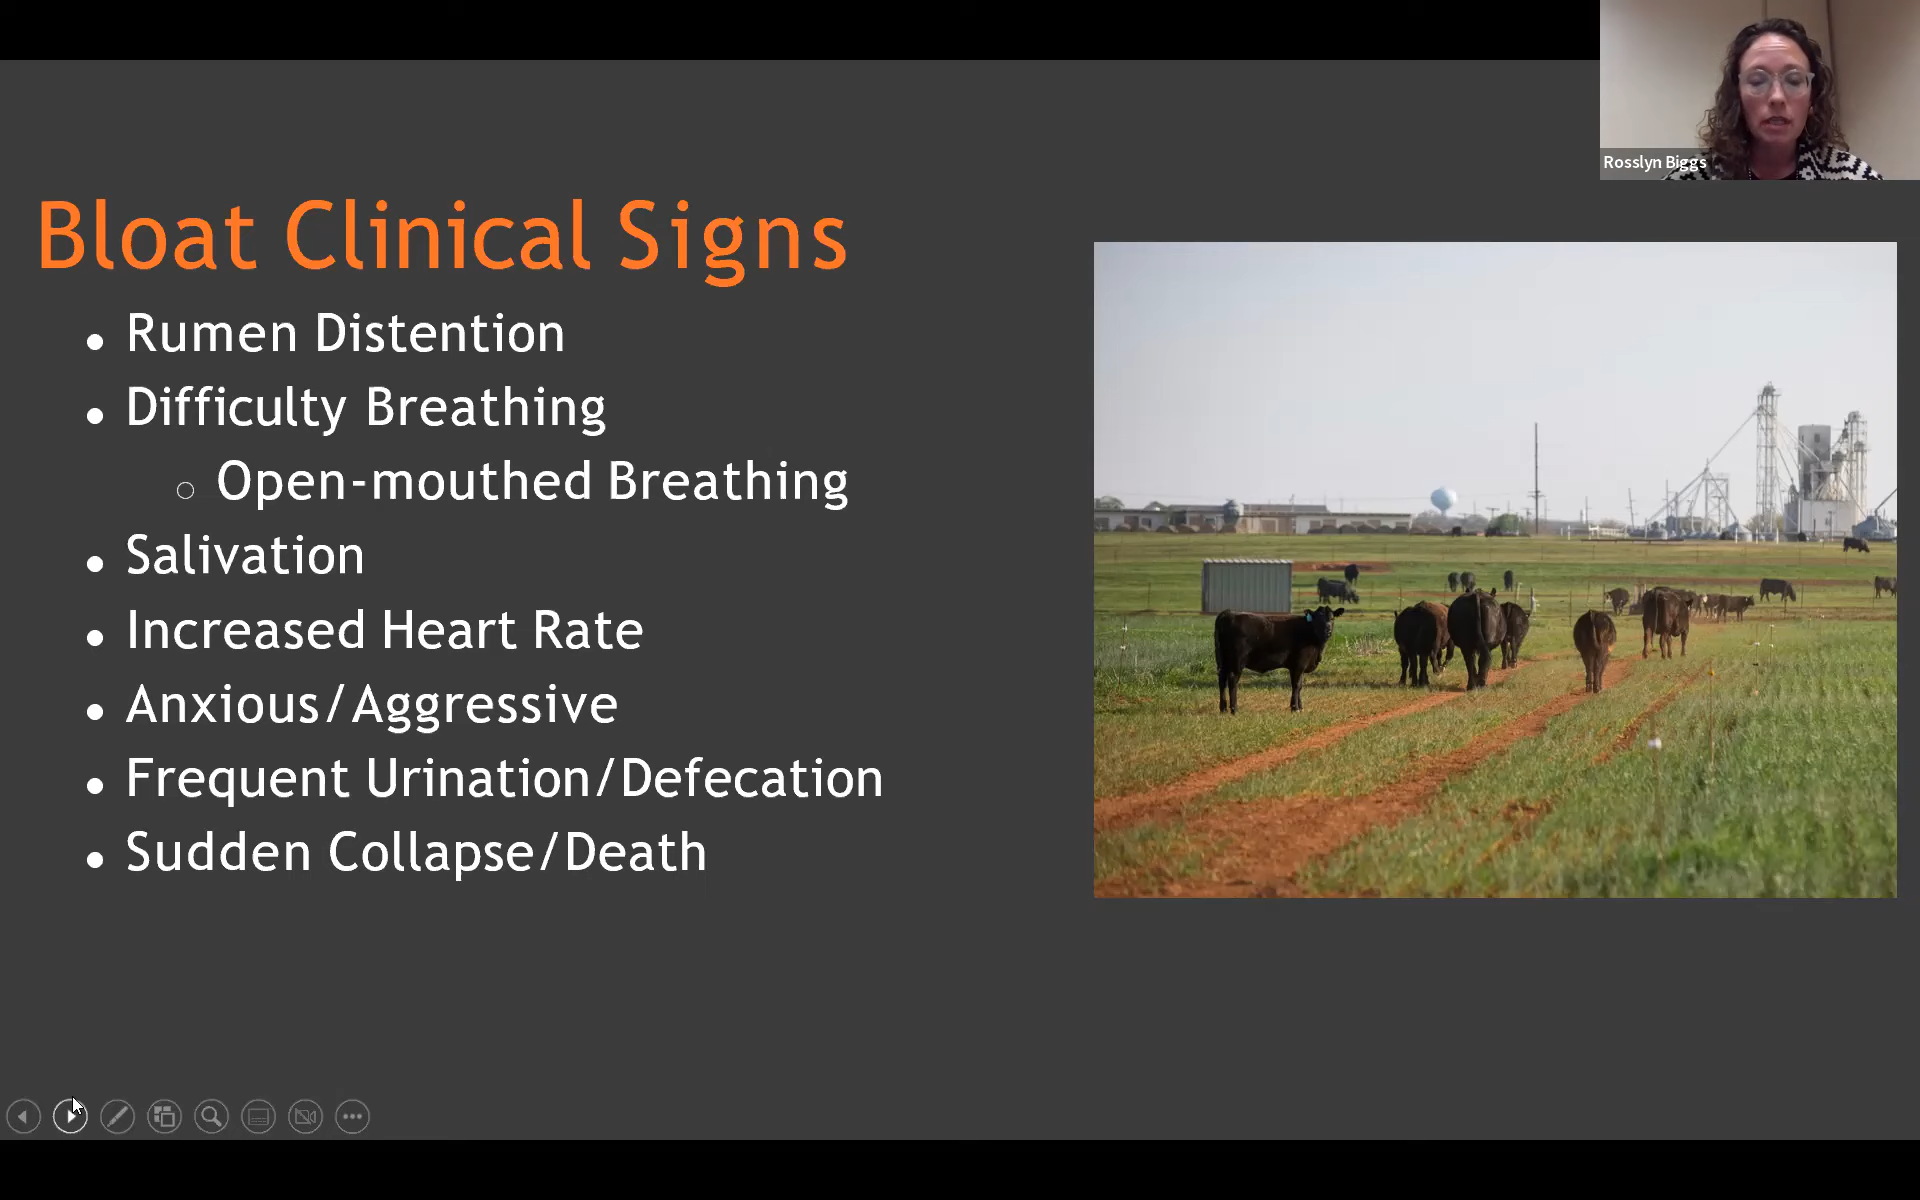 Rosslyn Biggs
Bloat Clinical Signs
Rumen Distention
Difficulty Breathing
Open-mouthed Breathing
Salivation
Increased Heart Rate
Anxious/Aggressive
Frequent Urination/Defecation
Sudden Collapse/Death